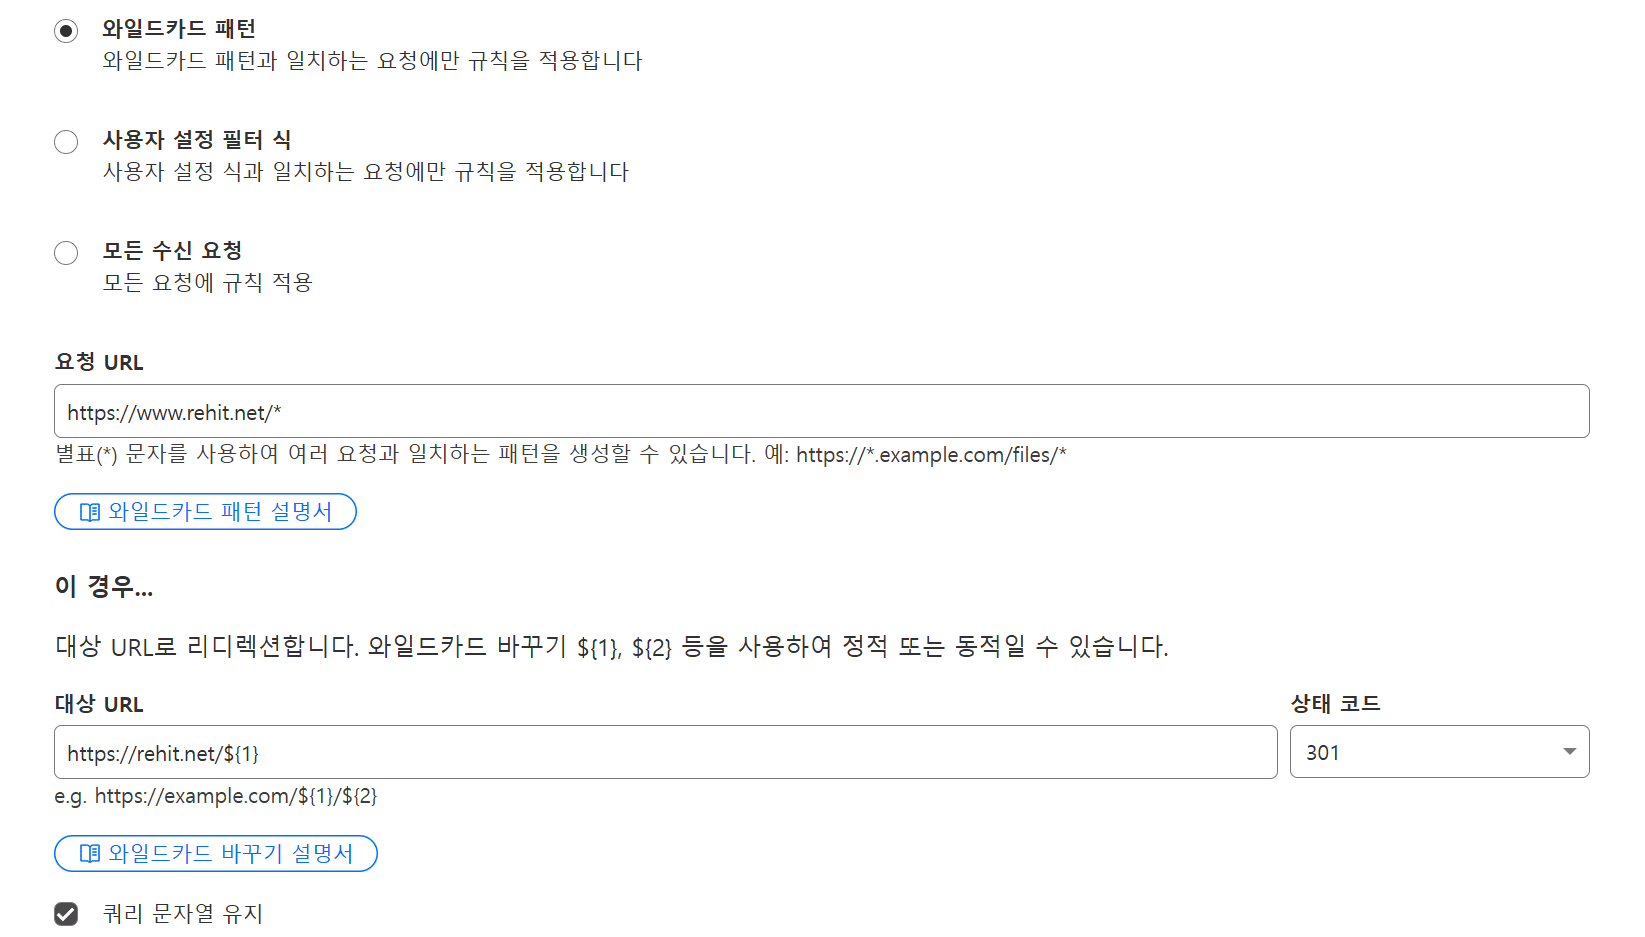 와일드카드 패턴
와일드카드 패턴과 일치하는 요청에만 규칙을 적용합니다
사용자 설정 필터 식
사용자 설정 식과 일치하는 요청에만 규칙을 적용합니다
모든 수신 요청
모든 요청에 규칙 적용
요청 URL
https://www.rehit.net/*
별표(*) 문자를 사용하여 여러 요청과 일치하는 패턴을 생성할 수 있습니다. 예: https://*.example.com/files/*
와일드카드 패턴 설명서
이 경우...
대상 URL로 리디렉션합니다. 와일드카드 바꾸기 ${1}, ${2} 등을 사용하여 정적 또는 동적일 수 있습니다.
대상 URL
상태 코드
https://rehit.net/${1}
301
e.g. https://example.com/${1}/${2}
와일드카드 바꾸기 설명서
쿼리 문자열 유지